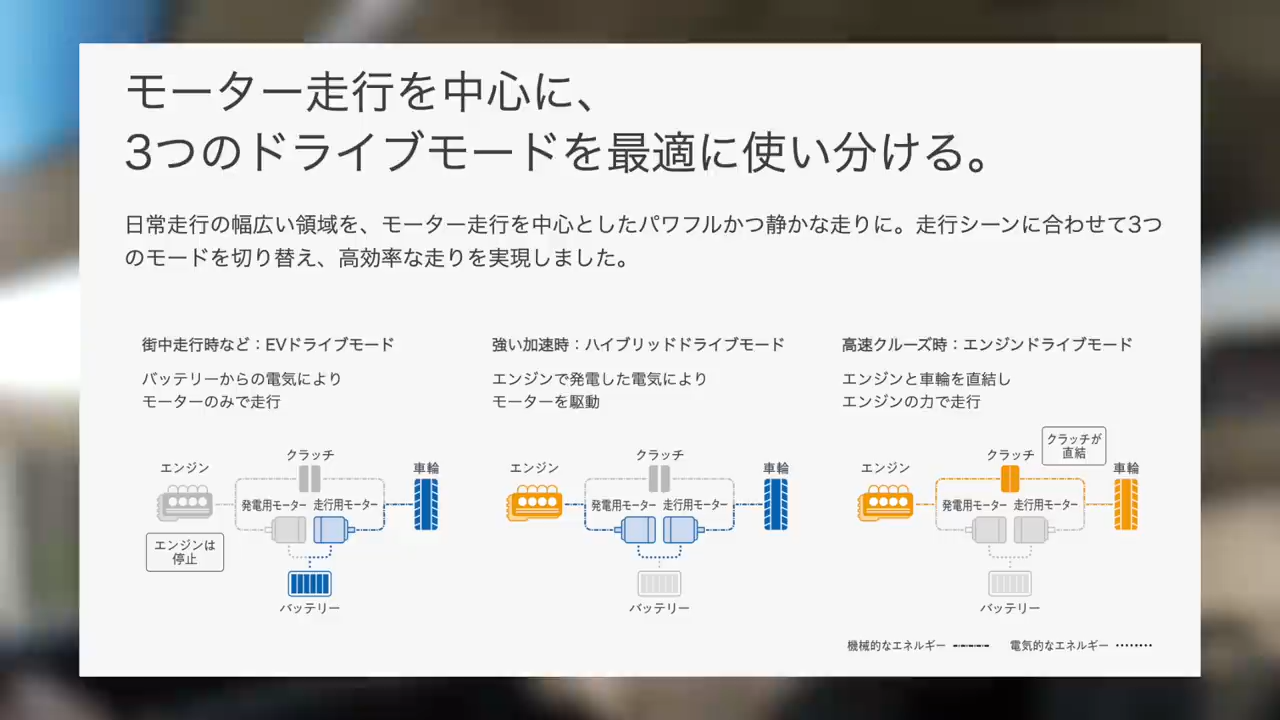 モーター走行を中心に、
3つのドライブモードを最適に使い分ける。
日常走行の幅広い領域を、モーター走行を中心としたパワフルかつ静かな走りに。走行シーンに合わせて3つ
のモードを切り替え、高効率な走りを実現しました。
街中走行時など：EVドライブモード
バッテリーからの電気により
モーターのみで走行
エンジン
クラッチ
車輪
発電用モーター
走行用モーター
エンジンは
停止
バッテリー
強い加速時：ハイブリッドドライブモード
エンジンで発電した電気により
モーターを駆動
エンジン
クラッチ
車輪
発電用モーター
走行用モーター
バッテリー
高速クルーズ時：エンジンドライブモード
エンジンと車輪を直結し
エンジンの力で走行
クラッチが
直結
エンジン
クラッチ
車輪
発電用モーター
走行用モーター
バッテリー
機械的なエネルギー
電気的なエネルギー